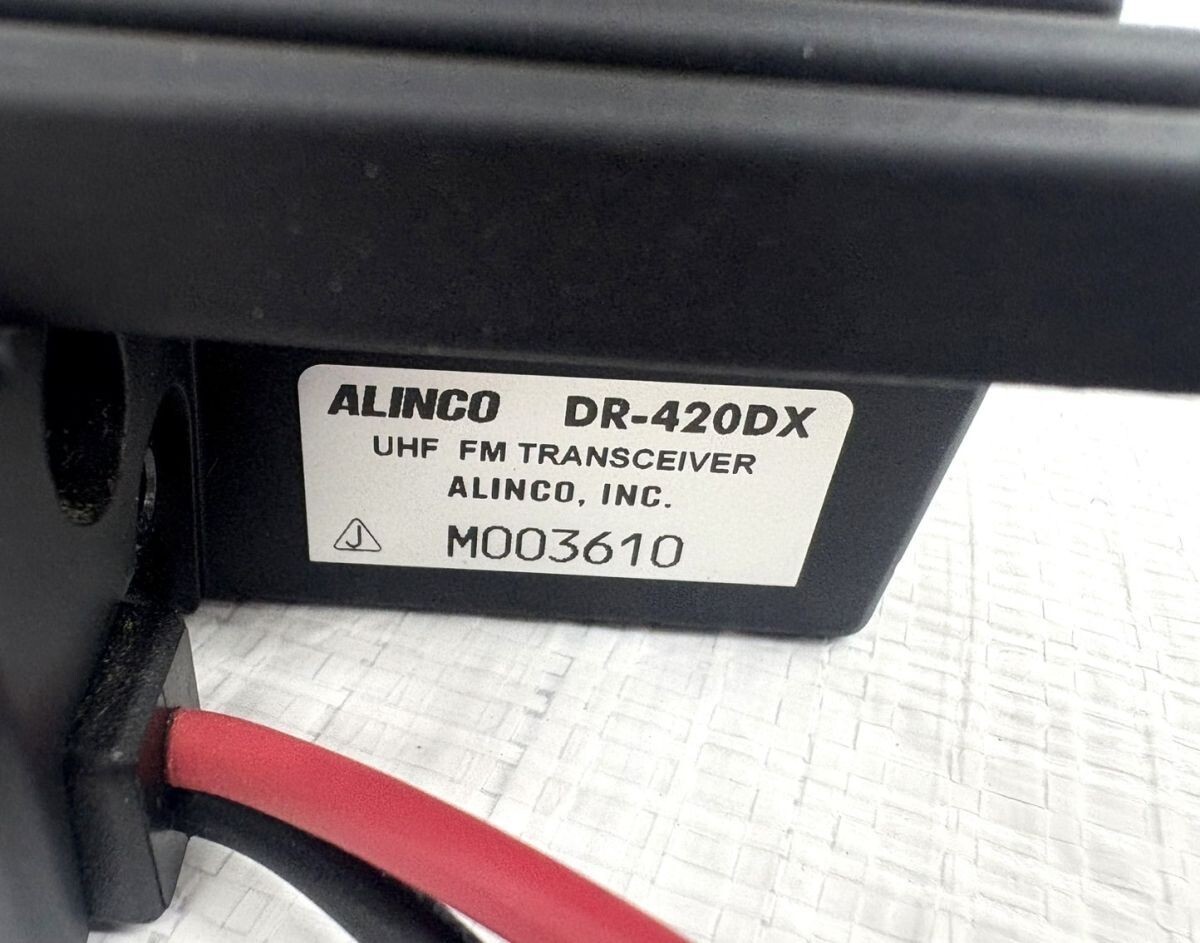 ALINCO DR-420DX
UHF FM TRANSCEIVER
ALINCO, INC.
J M003610